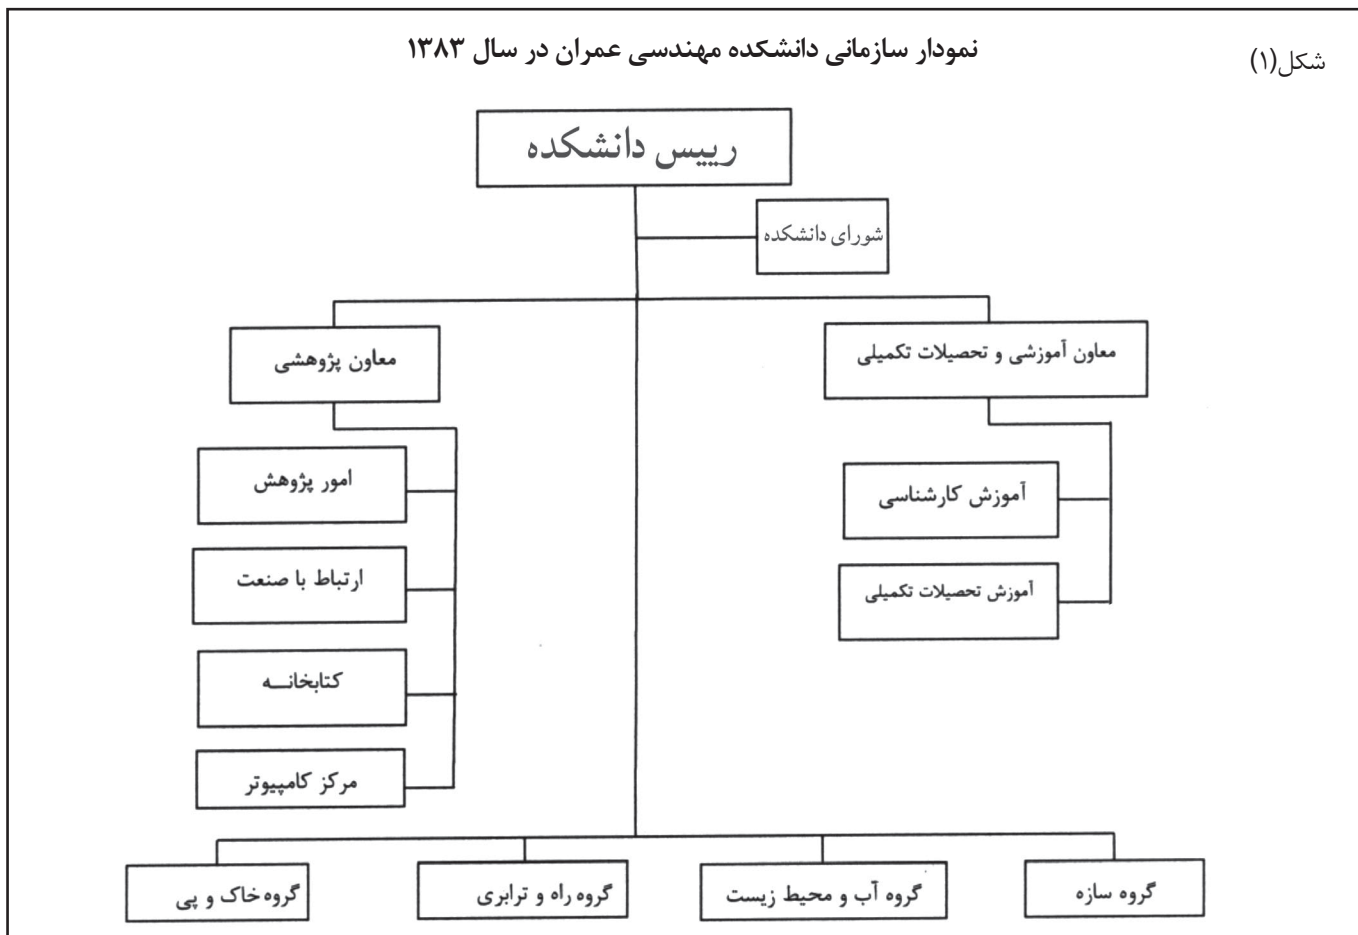 شکل(۱)
نمودار سازمانی دانشکده مهندسی عمران در سال ۱۳۸۳
رییس دانشکده
شورای دانشکده
معاون آموزشی و تحصیلات تکمیلی
معاون پژوهشی
آموزش کارشناسی
آموزش تحصیلات تکمیلی
امور پژوهش
ارتباط با صنعت
کتابخانــه
مرکز کامپیوتر
گروه سازه
گروه آب و محیط زیست
گروه راه و ترابری
گروه خاک و پی